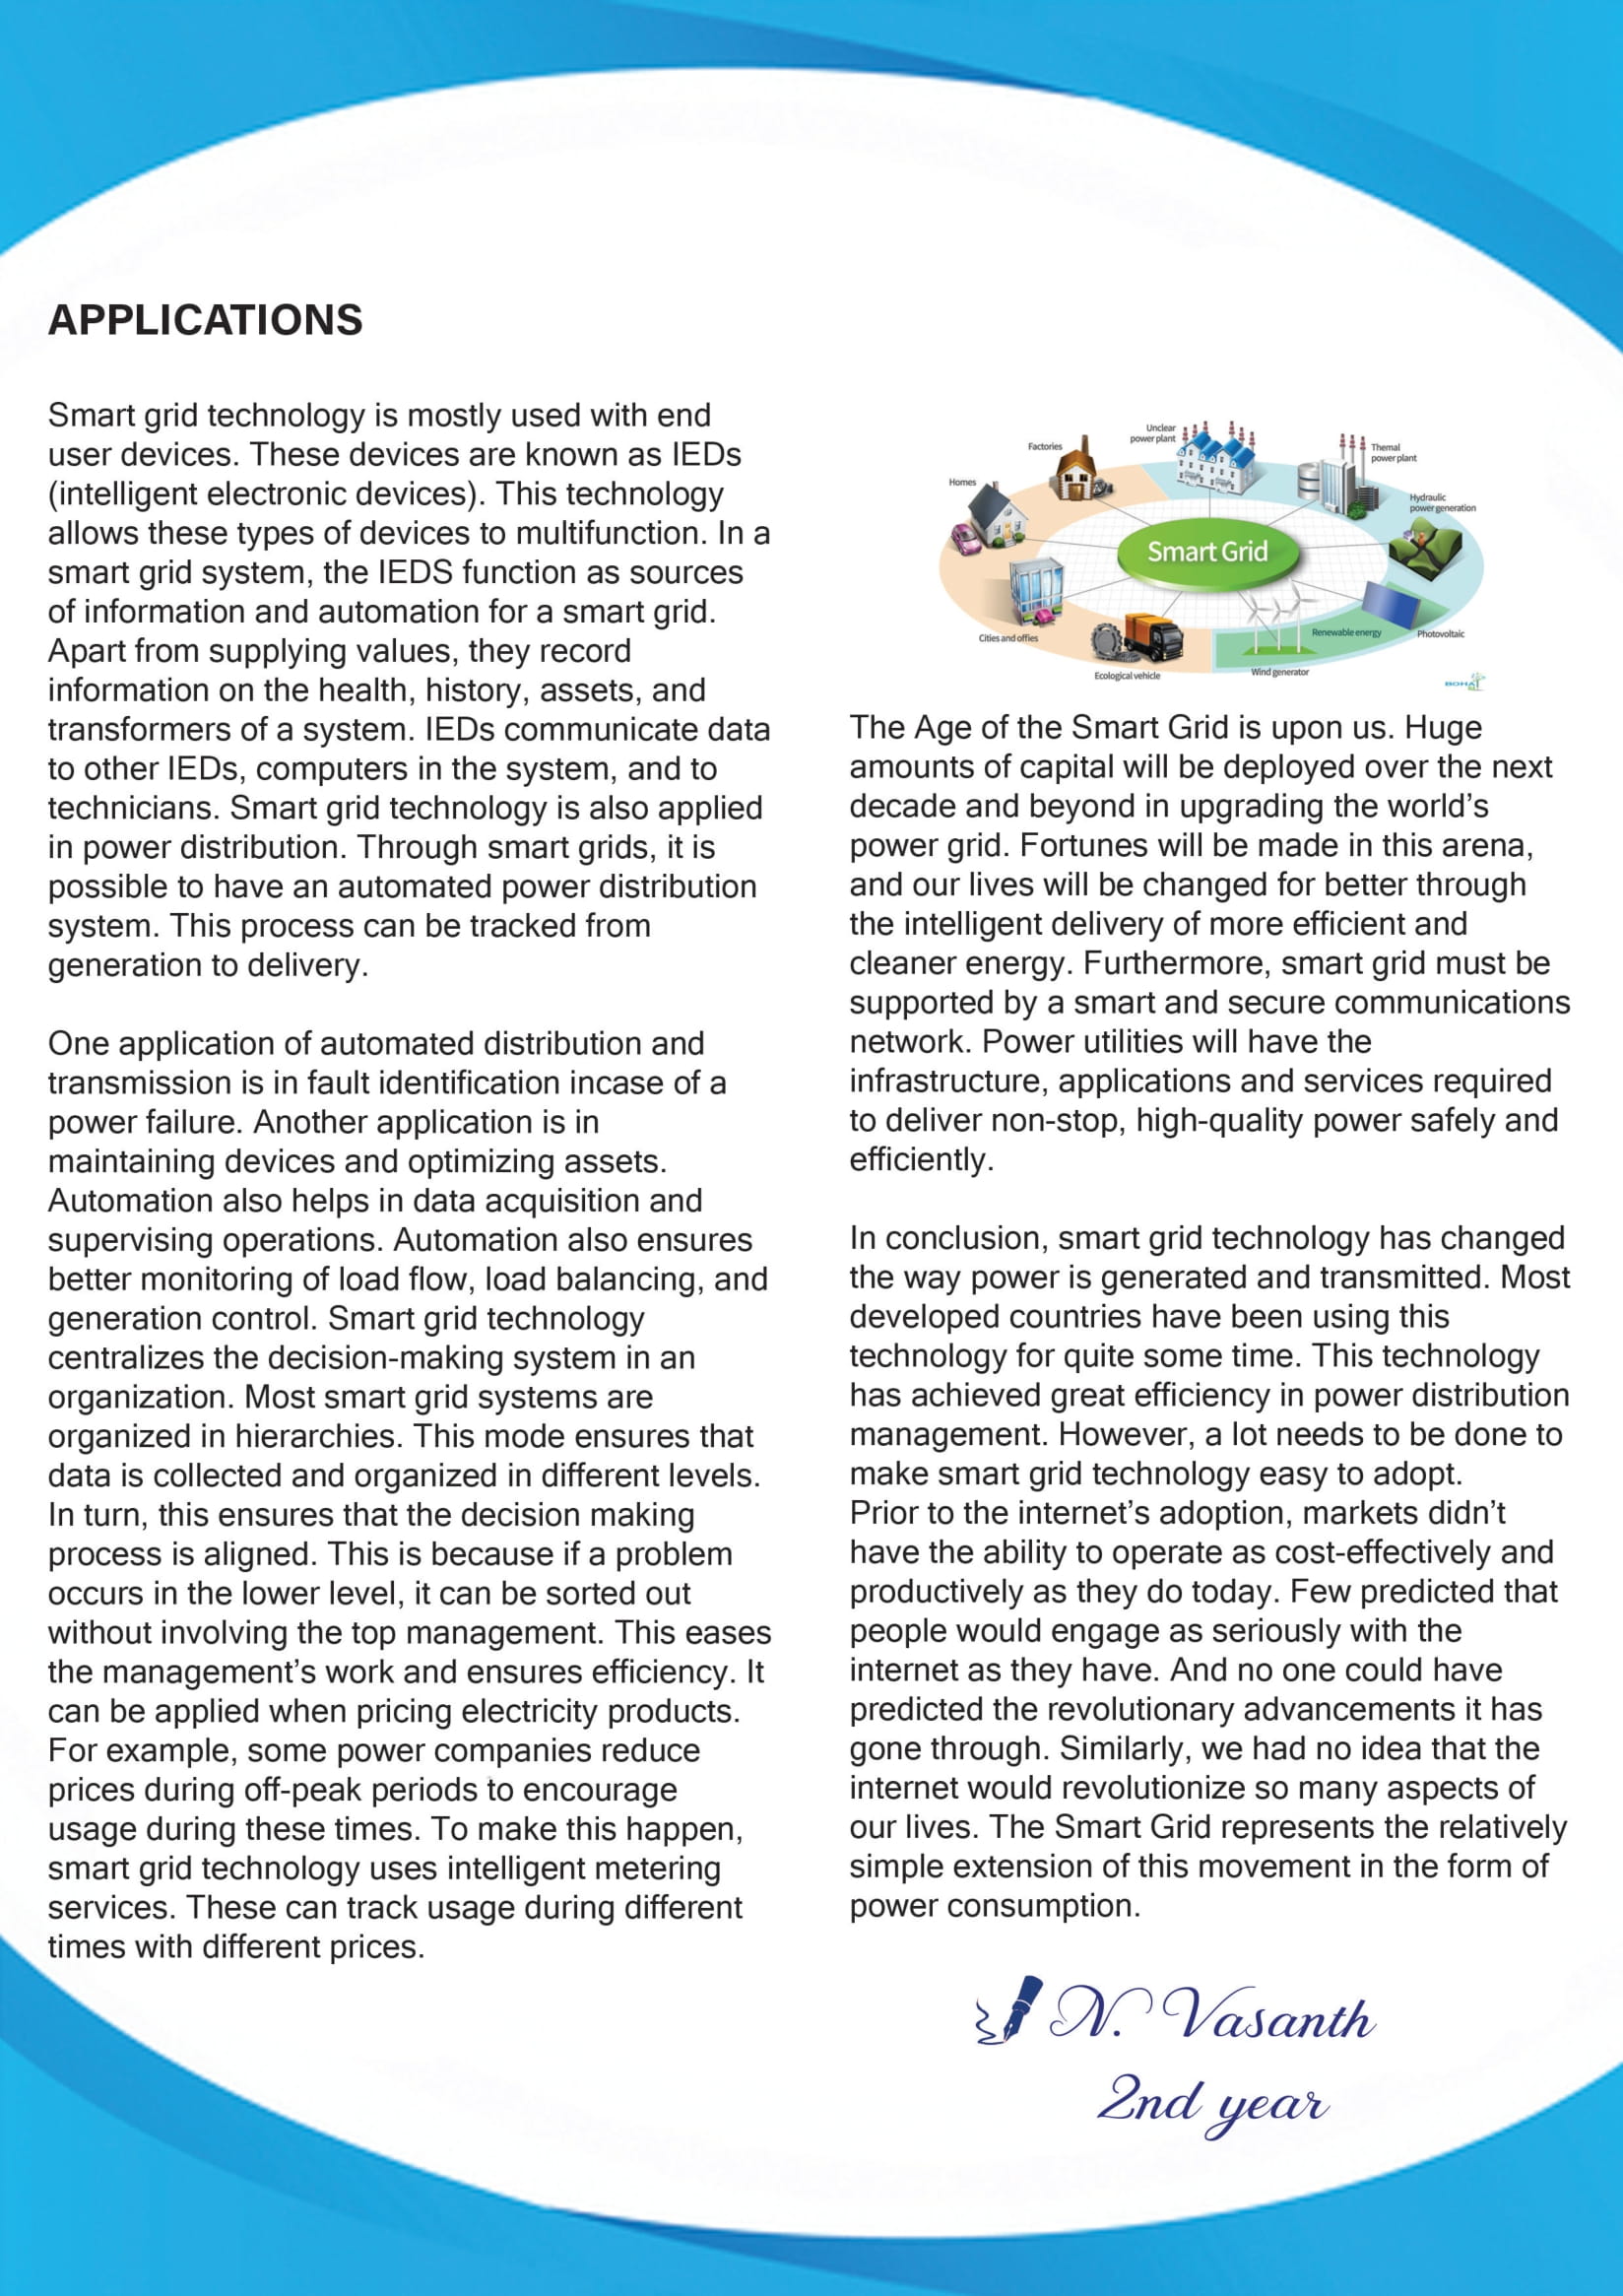 APPLICATIONS
Smart grid technology is mostly used with end
user devices. These devices are known as IEDs
(intelligent electronic devices). This technology
allows these types of devices to multifunction. In a
smart grid system, the IEDS function as sources
of information and automation for a smart grid.
Apart from supplying values, they record
information on the health, history, assets, and
transformers of a system. IEDs communicate data
to other IEDs, computers in the system, and to
technicians. Smart grid technology is also applied
in power distribution. Through smart grids, it is
possible to have an automated power distribution
system. This process can be tracked from
generation to delivery.
One application of automated distribution and
transmission is in fault identification incase of a
power failure. Another application is in
maintaining devices and optimizing assets.
Automation also helps in data acquisition and
supervising operations. Automation also ensures
better monitoring of load flow, load balancing, and
generation control. Smart grid technology
centralizes the decision-making system in an
organization. Most smart grid systems are
organized in hierarchies. This mode ensures that
data is collected and organized in different levels.
In turn, this ensures that the decision making
process is aligned. This is because if a problem
occurs in the lower level, it can be sorted out
without involving the top management. This eases
the management’s work and ensures efficiency. It
can be applied when pricing electricity products.
For example, some power companies reduce
prices during off-peak periods to encourage
usage during these times. To make this happen,
smart grid technology uses intelligent metering
services. These can track usage during different
times with different prices.
Unclear
power plant
Factories
Themal
power plant
Homes
Hydraulic
power generation
Smart Grid
Cities and offies
Renewable energy
Photovoltaic
Ecological vehicle
Wind generator
BOHA
The Age of the Smart Grid is upon us. Huge
amounts of capital will be deployed over the next
decade and beyond in upgrading the world’s
power grid. Fortunes will be made in this arena,
and our lives will be changed for better through
the intelligent delivery of more efficient and
cleaner energy. Furthermore, smart grid must be
supported by a smart and secure communications
network. Power utilities will have the
infrastructure, applications and services required
to deliver non-stop, high-quality power safely and
efficiently.
In conclusion, smart grid technology has changed
the way power is generated and transmitted. Most
developed countries have been using this
technology for quite some time. This technology
has achieved great efficiency in power distribution
management. However, a lot needs to be done to
make smart grid technology easy to adopt.
Prior to the internet’s adoption, markets didn’t
have the ability to operate as cost-effectively and
productively as they do today. Few predicted that
people would engage as seriously with the
internet as they have. And no one could have
predicted the revolutionary advancements it has
gone through. Similarly, we had no idea that the
internet would revolutionize so many aspects of
our lives. The Smart Grid represents the relatively
simple extension of this movement in the form of
power consumption.
N. Vasanth
2nd year